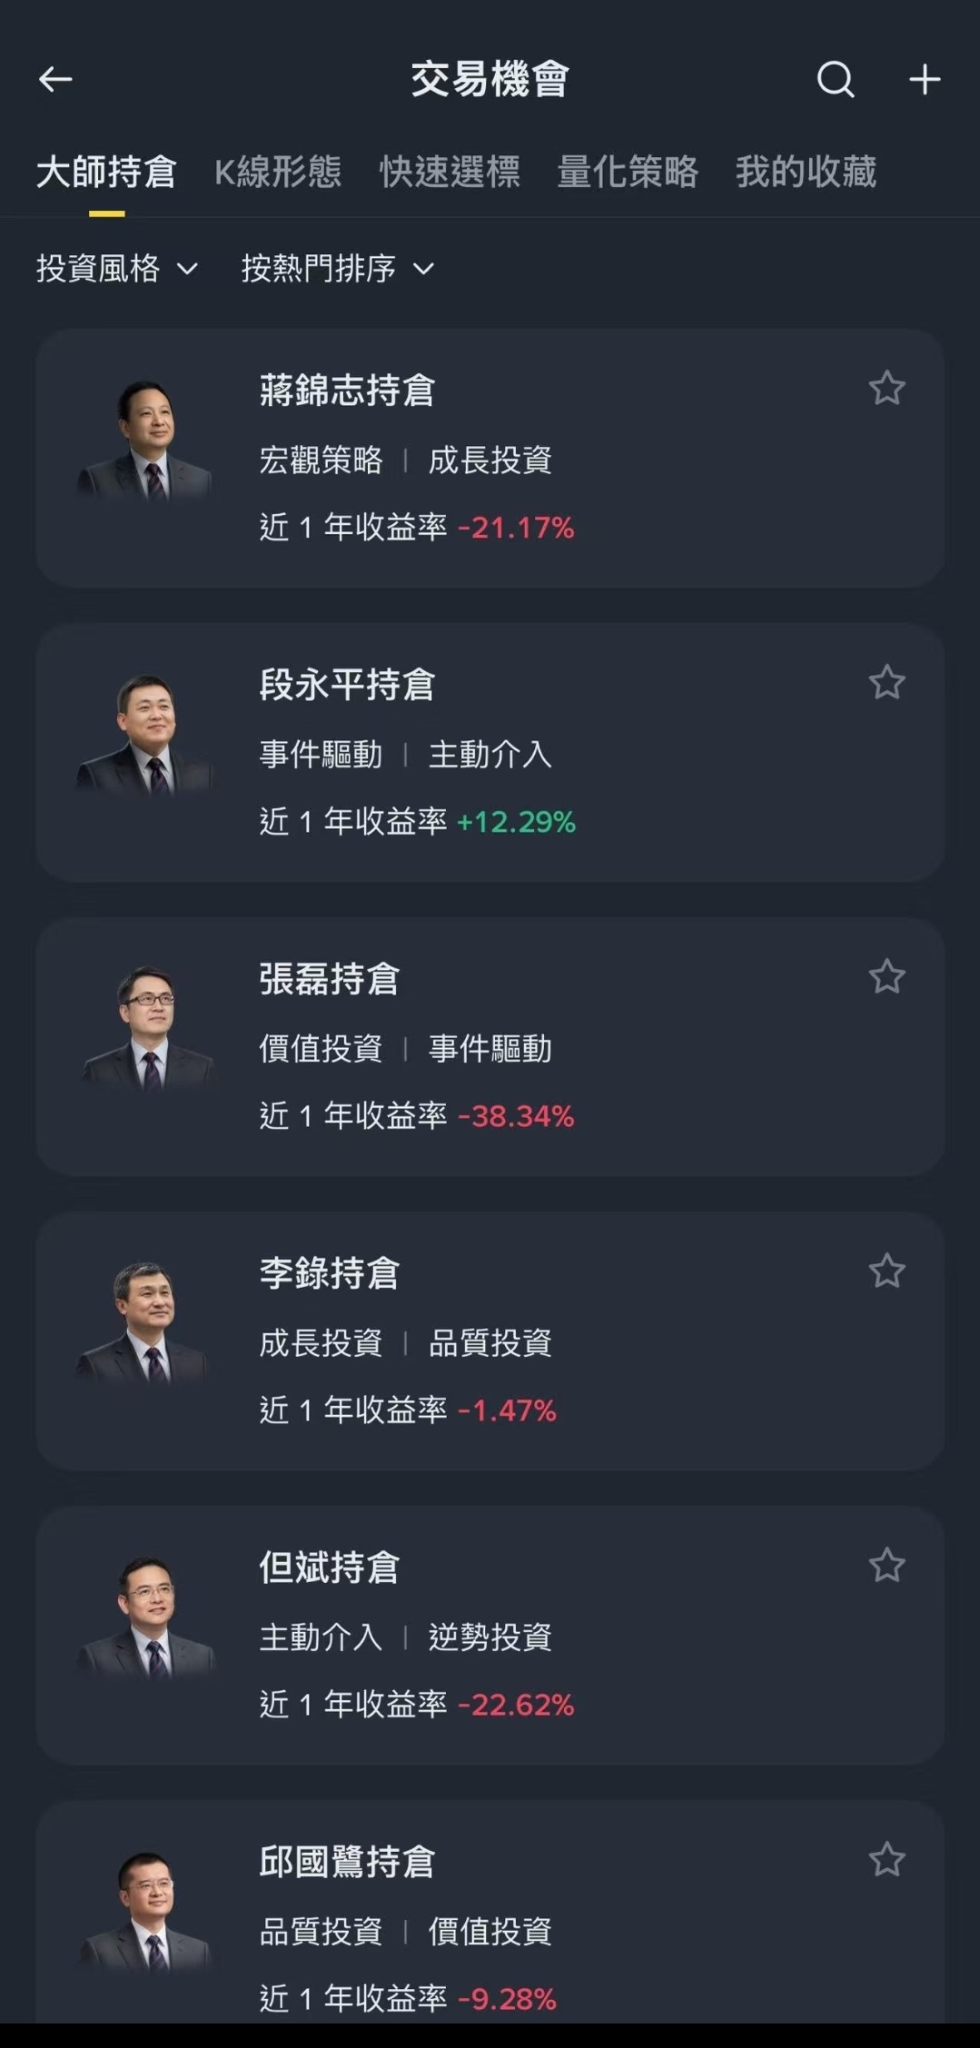 交易機會
大師持倉 K線形態 快速選標 量化策略 我的收藏
投資風格 按熱門排序
蔣錦志持倉
宏觀策略 | 成長投資
近 1 年收益率 -21.17%
段永平持倉
事件驅動 | 主動介入
近 1 年收益率 +12.29%
張磊持倉
價值投資 | 事件驅動
近 1 年收益率 -38.34%
李錄持倉
成長投資 | 品質投資
近 1 年收益率 -1.47%
但斌持倉
主動介入 | 逆勢投資
近 1 年收益率 -22.62%
邱國鷺持倉
品質投資 | 價值投資
近 1 年收益率 -9.28%